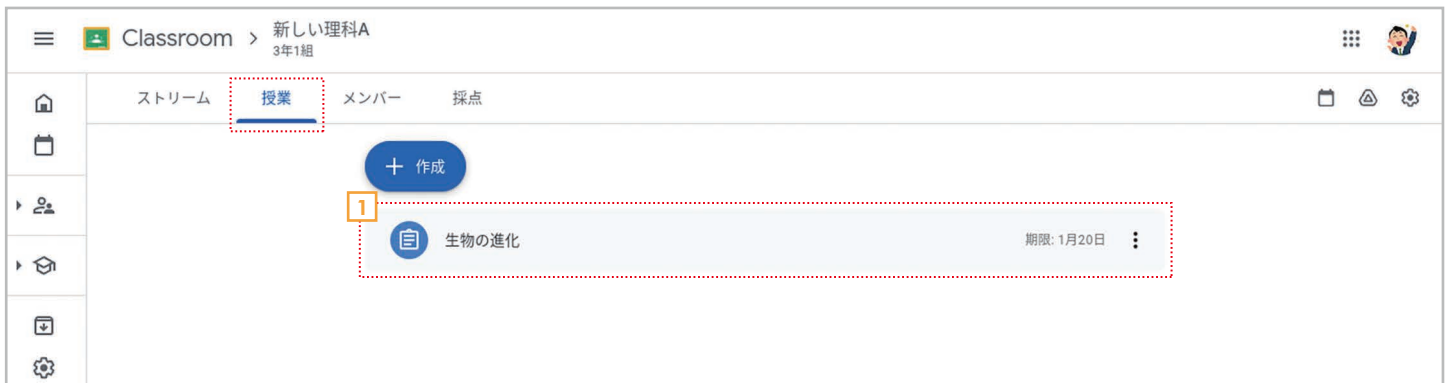 Classroom > 新しい理科A
3年1組
ストリーム 授業 メンバー 採点
+ 作成
1
生物の進化 期限: 1月20日